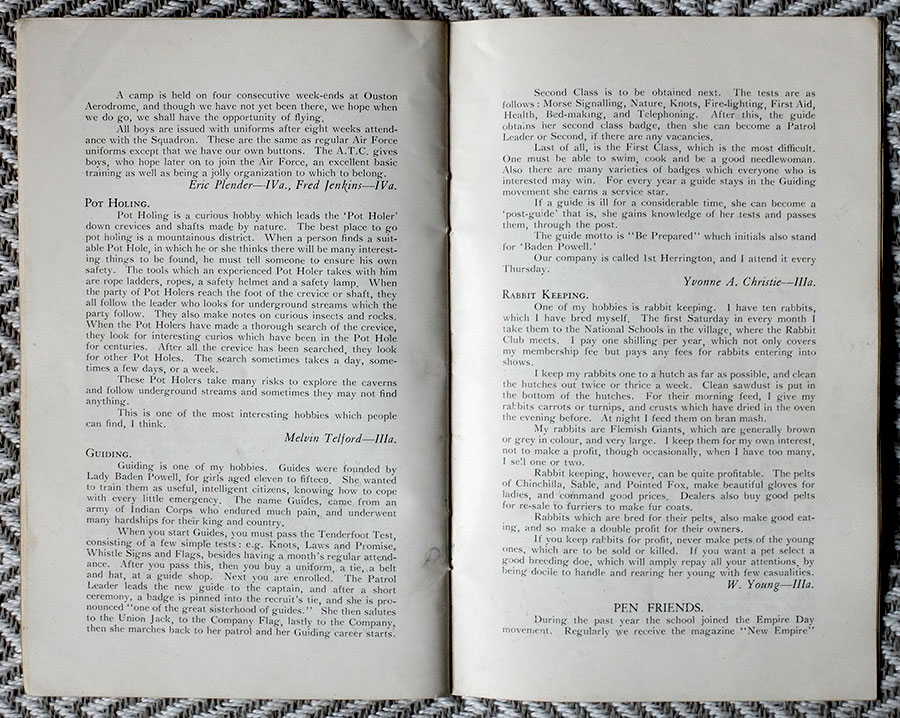 A camp is held on four consecutive week-ends at Ouston
Aerodrome, and though we have not yet been there, we hope when
we do go, we shall have the opportunity of flying.
All boys are issued with uniforms after eight weeks attend-
ance with the Squadron. These are the same as regular Air Force
uniforms except that we have our own buttons. The A.T.C. gives
boys, who hope later on to join the Air Force, an excellent basic
training as well as being a jolly organization to which to belong.
Eric Plender—IVa., Fred Jenkins—IVa.
POT HOLING.
Pot Holing is a curious hobby which leads the 'Pot Holer'
down crevices and shafts made by nature. The best place to go
pot holing is a mountainous district. When a person finds a suit-
able Pot Hole, in which he or she thinks there will be many interest-
ing things to be found, he must tell someone to ensure his own
safety. The tools which an experienced Pot Holer takes with him
are rope ladders, ropes, a safety helmet and a safety lamp. When
the party of Pot Holers reach the foot of the crevice or shaft, they
all follow the leader who looks for underground streams which the
party follow. They also make notes on curious insects and rocks.
When the Pot Holers have made a thorough search of the crevice,
they look for interesting curios which have been in the Pot Hole
for centuries. After all the crevice has been searched, they look
for other Pot Holes. The search sometimes takes a day, some-
times a few days, or a week.
These Pot Holers take many risks to explore the caverns
and follow underground streams and sometimes they may not find
anything.
This is one of the most interesting hobbies which people
can find, I think.
Melvin Telford—IIIa.
GUIDING.
Guiding is one of my hobbies. Guides were founded by
Lady Baden Powell, for girls aged eleven to fifteen. She wanted
to train them as useful, intelligent citizens, knowing how to cope
with every little emergency. The name Guides, came from an
army of Indian Corps who endured much pain, and underwent
many hardships for their king and country.
When you start Guides, you must pass the Tenderfoot Test,
consisting of a few simple tests : e.g. Knots, Laws and Promise,
Whistle Signs and Flags, besides having a month's regular attend-
ance. After you pass this, then you buy a uniform, a tie, a belt
and hat, at a guide shop. Next you are enrolled. The Patrol
Leader leads the new guide to the captain, and after a short
ceremony, a badge is pinned into the recruit's tie, and she is pro-
nounced "one of the great sisterhood of guides." She then salutes
to the Union Jack, to the Company Flag, lastly to the Company,
then she marches back to her patrol and her Guiding career starts.
Second Class is to be obtained next. The tests are as
follows : Morse Signalling, Nature, Knots, Fire-lighting, First Aid,
Health, Bed-making, and Telephoning. After this, the guide
obtains her second class badge, then she can become a Patrol
Leader or Second, if there are any vacancies.
Last of all, is the First Class, which is the most difficult.
One must be able to swim, cook and be a good needlewoman.
Also there are many varieties of badges which everyone who is
interested may win. For every year a guide stays in the Guiding
movement she earns a service star.
If a guide is ill for a considerable time, she can become a
'post-guide' that is, she gains knowledge of her tests and passes
them, through the post.
The guide motto is "Be Prepared" which initials also stand
for 'Baden Powell.'
Our company is called 1st Herrington, and I attend it every
Thursday.
Yvonne A. Christie—IIIa.
RABBIT KEEPING.
One of my hobbies is rabbit keeping. I have ten rabbits,
which I have bred myself. The first Saturday in every month I
take them to the National Schools in the village, where the Rabbit
Club meets. I pay one shilling per year, which not only covers
my membership fee but pays any fees for rabbits entering into
shows.
I keep my rabbits one to a hutch as far as possible, and clean
the hutches out twice or thrice a week. Clean sawdust is put in
the bottom of the hutches. For their morning feed, I give my
rabbits carrots or turnips, and crusts which have dried in the oven
the evening before. At night I feed them on bran mash.
My rabbits are Flemish Giants, which are generally brown
or grey in colour, and very large. I keep them for my own interest,
not to make a profit, though occasionally, when I have too many,
I sell one or two.
Rabbit keeping, however, can be quite profitable. The pelts
of Chinchilla, Sable, and Pointed Fox, make beautiful gloves for
ladies, and command good prices. Dealers also buy good pelts
for re-sale to furriers to make fur coats.
Rabbits which are bred for their pelts, also make good eat-
ing, and so make a double profit for their owners.
If you keep rabbits for profit, never make pets of the young
ones, which are to be sold or killed. If you want a pet select a
good breeding doe, which will amply repay all your attentions, by
being docile to handle and rearing her young with few casualities.
W. Young—IIIa.
PEN FRIENDS.
During the past year the school joined the Empire Day
movement. Regularly we receive the magazine "New Empire"